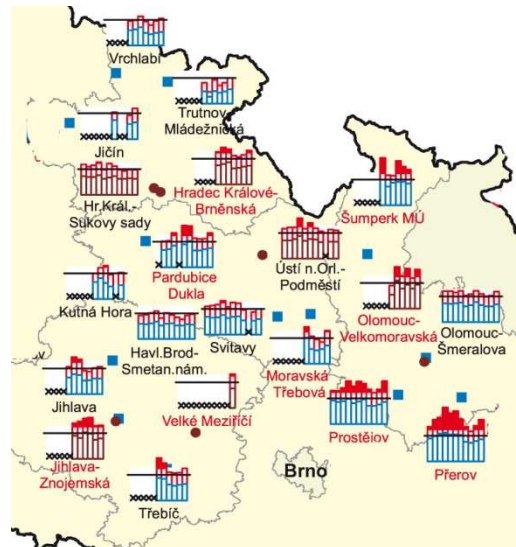 Vrchlabí
Trutnov
Mládežnická
Jičín
Hradec Králové-
Brněnská
Hr.Král.-
Sukovy sady
Šumperk MÚ
Pardubice
Dukla
Ústí n.Orl.-
Podměstí
Kutná Hora
Olomouc-
Velkomoravská
Olomouc-
Šmeralova
Havl.Brod-
Smetan.nám.
Svitavy
Moravská
Třebová
Jihlava
Velké Meziříčí
Prostějov
Jihlava-
Znojemská
Brno
Přerov
Třebíč